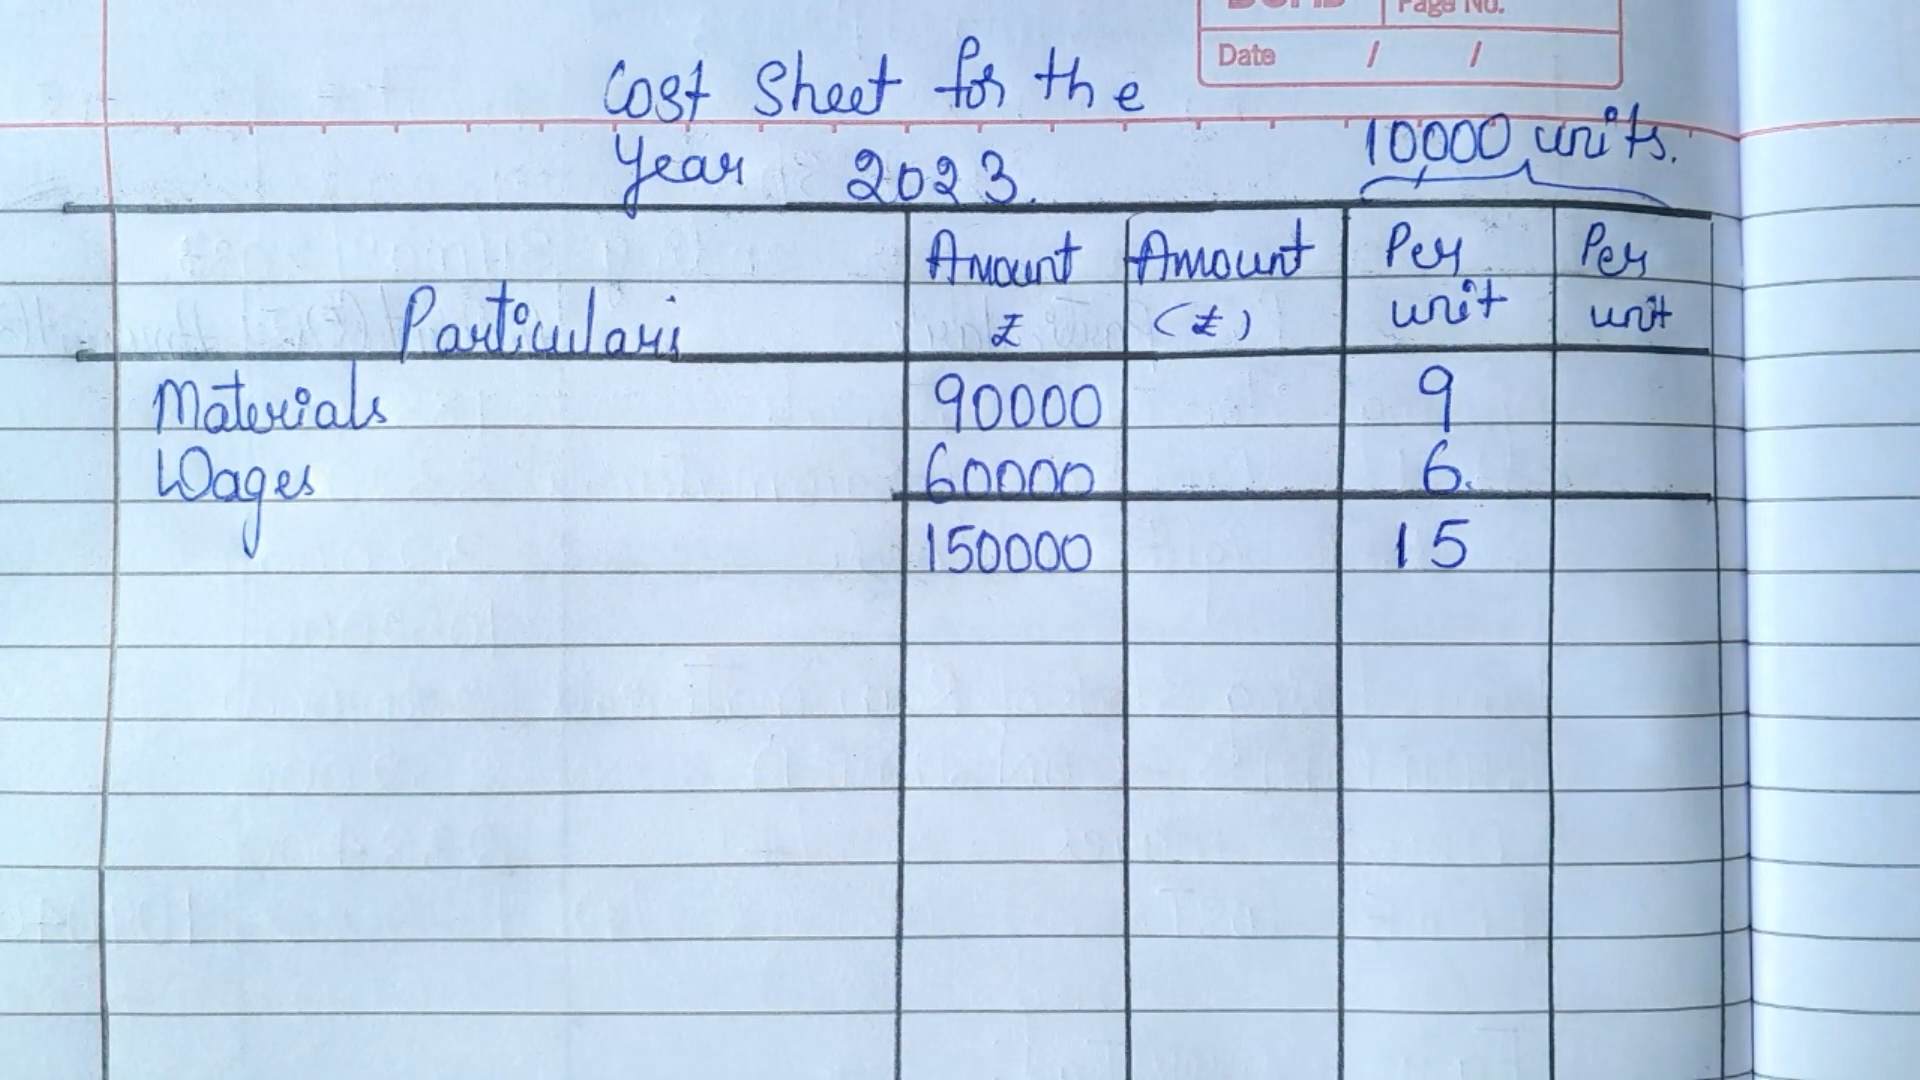 Page No.
Date / /
Cost Sheet for the
Year 2023.
10000 units.
Particulars
Amount ₹
Amount (₹)
Per unit
Per unit
Materials 90000 9
Wages 60000 6.
150000 15